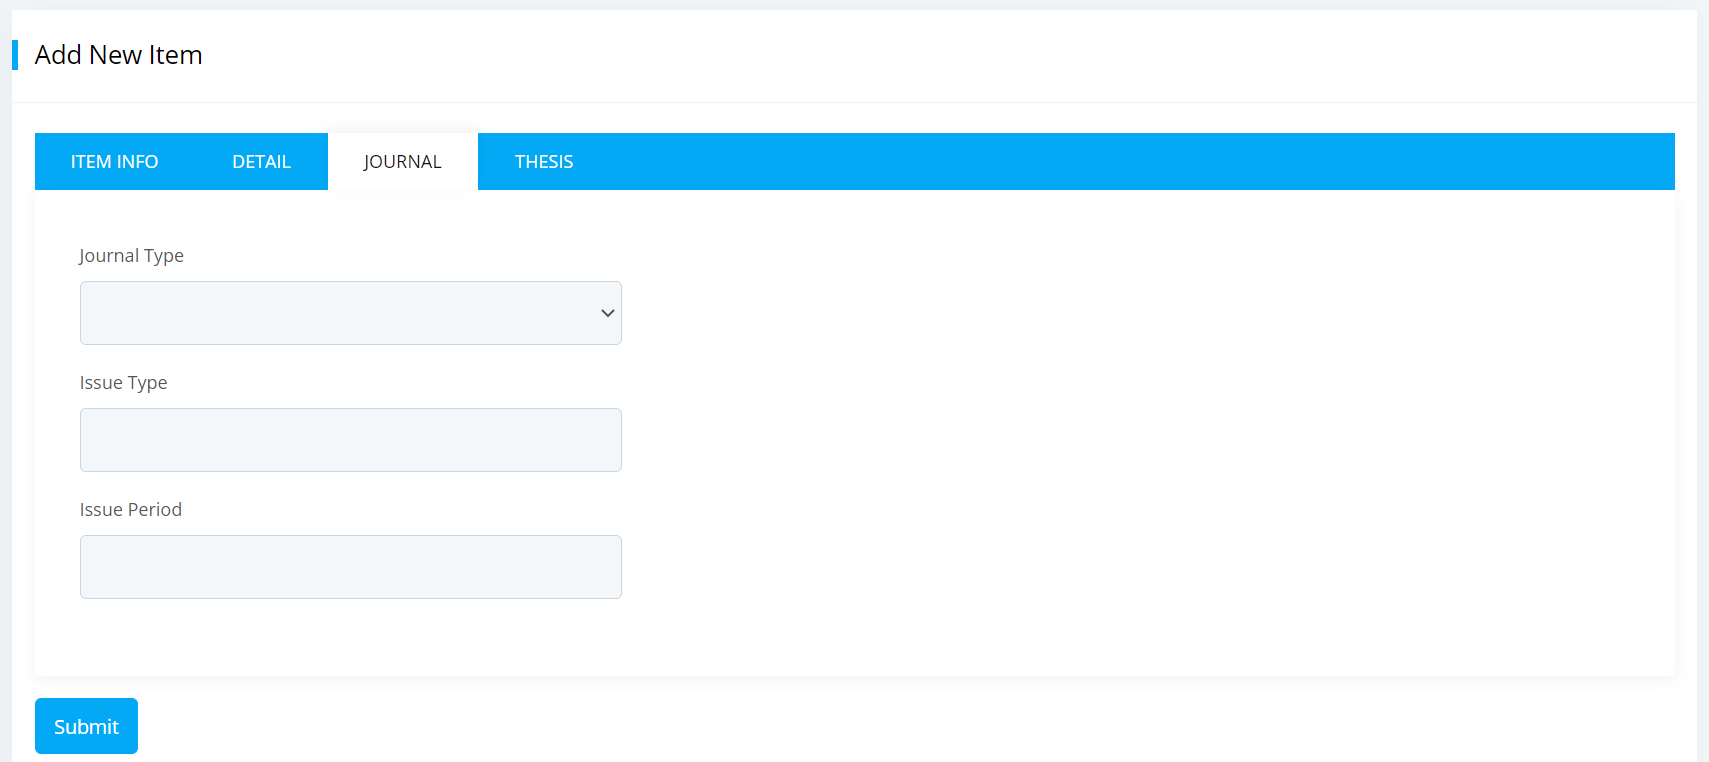 Add New Item
ITEM INFO DETAIL JOURNAL THESIS
Journal Type
Issue Type
Issue Period
Submit